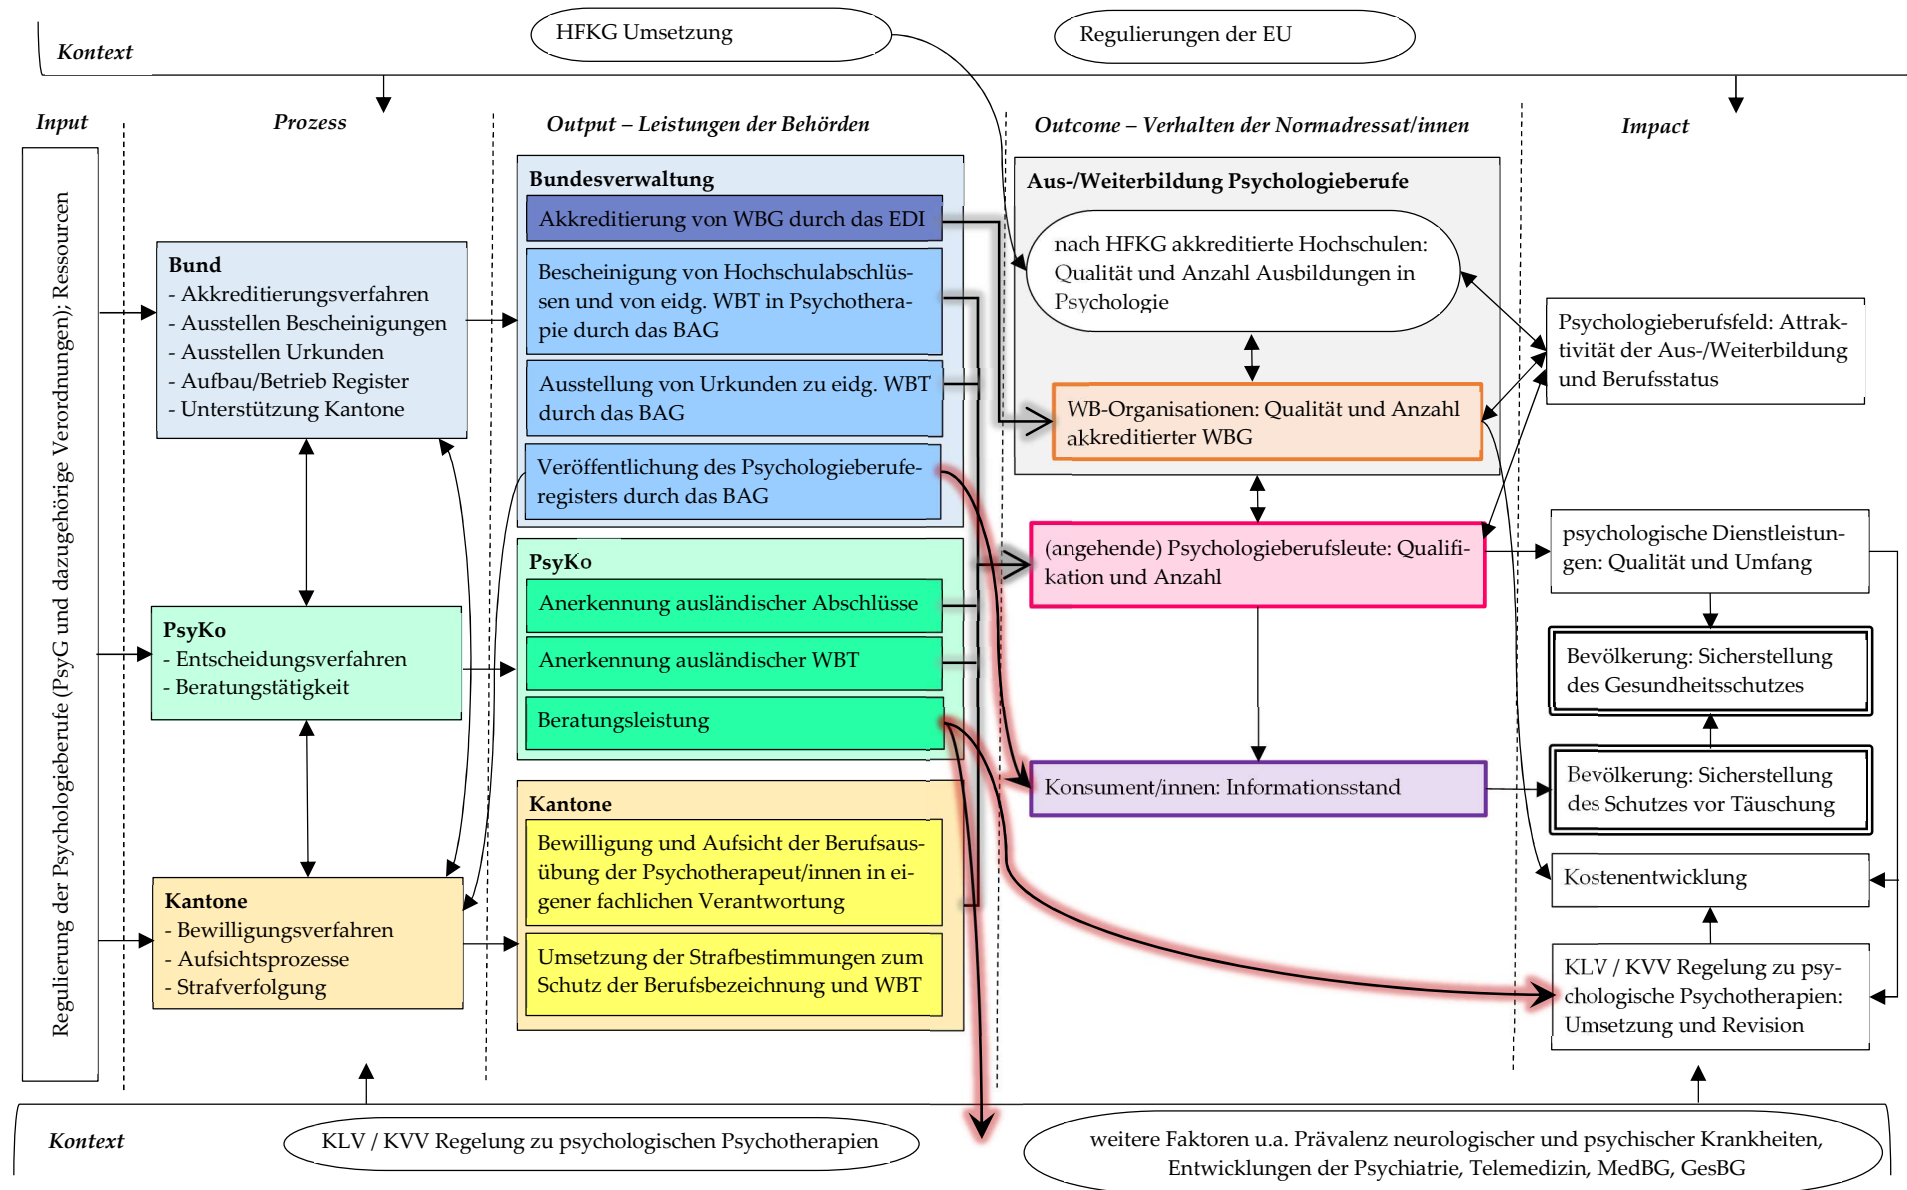 HFKG Umsetzung
Regulierungen der EU
Kontext
Input
Prozess
Output – Leistungen der Behörden
Outcome – Verhalten der Normadressat/innen
Impact
Regulierung der Psychologieberufe (PsyG und dazugehörige Verordnungen); Ressourcen
Bund
- Akkreditierungsverfahren
- Ausstellen Bescheinigungen
- Ausstellen Urkunden
- Aufbau/Betrieb Register
- Unterstützung Kantone
PsyKo
- Entscheidungsverfahren
- Beratungstätigkeit
Kantone
- Bewilligungsverfahren
- Aufsichtsprozesse
- Strafverfolgung
Bundesverwaltung
Akkreditierung von WBG durch das EDI
Bescheinigung von Hochschulabschlüs-
sen und von eidg. WBT in Psychothera-
pie durch das BAG
Ausstellung von Urkunden zu eidg. WBT
durch das BAG
Veröffentlichung des Psychologieberufe-
registers durch das BAG
PsyKo
Anerkennung ausländischer Abschlüsse
Anerkennung ausländischer WBT
Beratungsleistung
Kantone
Bewilligung und Aufsicht der Berufsaus-
übung der Psychotherapeut/innen in ei-
gener fachlichen Verantwortung
Umsetzung der Strafbestimmungen zum
Schutz der Berufsbezeichnung und WBT
Aus-/Weiterbildung Psychologieberufe
nach HFKG akkreditierte Hochschulen:
Qualität und Anzahl Ausbildungen in
Psychologie
WB-Organisationen: Qualität und Anzahl
akkreditierter WBG
(angehende) Psychologieberufsleute: Qualifi-
kation und Anzahl
Konsument/innen: Informationsstand
Psychologieberufsfeld: Attrak-
tivität der Aus-/Weiterbildung
und Berufsstatus
psychologische Dienstleistun-
gen: Qualität und Umfang
Bevölkerung: Sicherstellung
des Gesundheitsschutzes
Bevölkerung: Sicherstellung
des Schutzes vor Täuschung
Kostenentwicklung
KLV / KVV Regelung zu psy-
chologische Psychotherapien:
Umsetzung und Revision
Kontext
KLV / KVV Regelung zu psychologischen Psychotherapien
weitere Faktoren u.a. Prävalenz neurologischer und psychischer Krankheiten,
Entwicklungen der Psychiatrie, Telemedizin, MedBG, GesBG